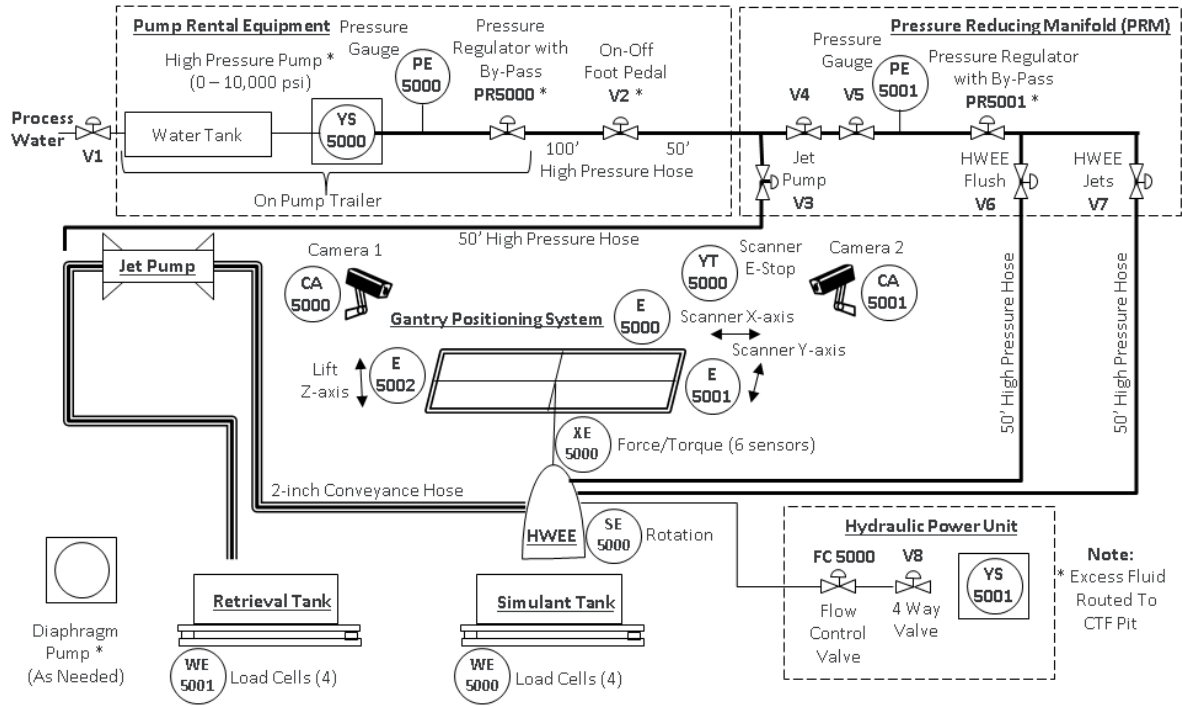 Pump Rental Equipment
Pressure Reducing Manifold (PRM)
High Pressure Pump *
(0 – 10,000 psi)
Pressure
Gauge
PE
5000
Pressure
Regulator with
By-Pass
PR5000 *
On-Off
Foot Pedal
V2 *
Pressure
Gauge
PE
5001
Pressure Regulator
with By-Pass
PR5001 *
V4
V5
Process
Water
V1
Water Tank
YS
5000
100'
50'
High Pressure Hose
On Pump Trailer
Jet
Pump
V3
HWEE
Flush
V6
HWEE
Jets
V7
50' High Pressure Hose
Jet Pump
Camera 1
CA
5000
YT
5000
Scanner
E-Stop
Camera 2
CA
5001
Gantry Positioning System
E
5000
Scanner X-axis
Scanner Y-axis
Lift
Z-axis
E
5002
E
5001
50' High Pressure Hose
50' High Pressure Hose
XE
5000
Force/Torque (6 sensors)
2-inch Conveyance Hose
HWEE
SE
5000
Rotation
Hydraulic Power Unit
FC 5000
V8
YS
5001
Flow
Control
Valve
4 Way
Valve
Note:
* Excess Fluid
Routed To
CTF Pit
Diaphragm
Pump *
(As Needed)
Retrieval Tank
Simulant Tank
WE
5001
Load Cells (4)
WE
5000
Load Cells (4)